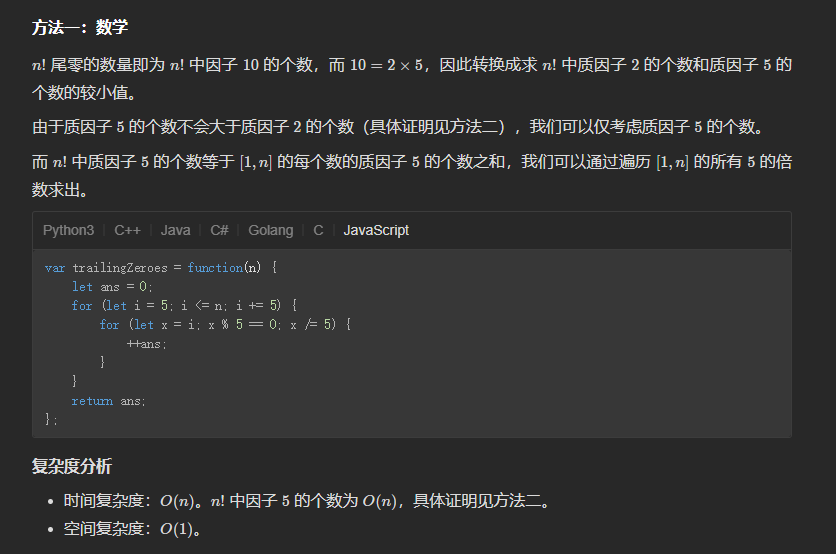 方法一：数学
n! 尾零的数量即为 n! 中因子 10 的个数，而 10 = 2 × 5，因此转换成求 n! 中质因子 2 的个数和质因子 5 的
个数的较小值。
由于质因子 5 的个数不会大于质因子 2 的个数（具体证明见方法二），我们可以仅考虑质因子 5 的个数。
而 n! 中质因子 5 的个数等于 [1, n] 的每个数的质因子 5 的个数之和，我们可以通过遍历 [1, n] 的所有 5 的倍
数求出。
Python3 C++ Java C# Golang C JavaScript
var trailingZeroes = function(n) {
    let ans = 0;
    for (let i = 5; i <= n; i += 5) {
        for (let x = i; x % 5 == 0; x /= 5) {
            ++ans;
        }
    }
    return ans;
};
复杂度分析
• 时间复杂度：O(n)。n! 中因子 5 的个数为 O(n)，具体证明见方法二。
• 空间复杂度：O(1)。